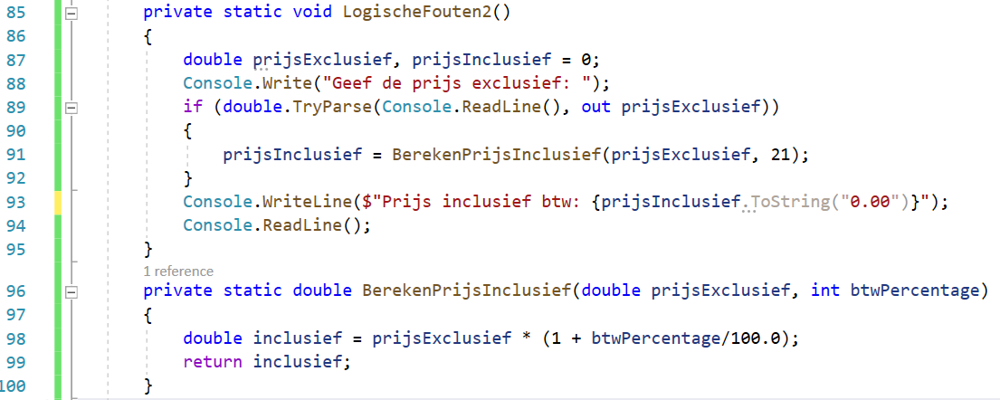 85 private static void LogischeFouten2()
86 {
87 double prijsExclusief, prijsInclusief = 0;
88 Console.Write("Geef de prijs exclusief: ");
89 if (double.TryParse(Console.ReadLine(), out prijsExclusief))
90 {
91 prijsInclusief = BerekenPrijsInclusief(prijsExclusief, 21);
92 }
93 Console.WriteLine($"Prijs inclusief btw: {prijsInclusief.ToString("0.00")}");
94 Console.ReadLine();
95 }
1 reference
96 private static double BerekenPrijsInclusief(double prijsExclusief, int btwPercentage)
97 {
98 double inclusief = prijsExclusief * (1 + btwPercentage/100.0);
99 return inclusief;
100 }